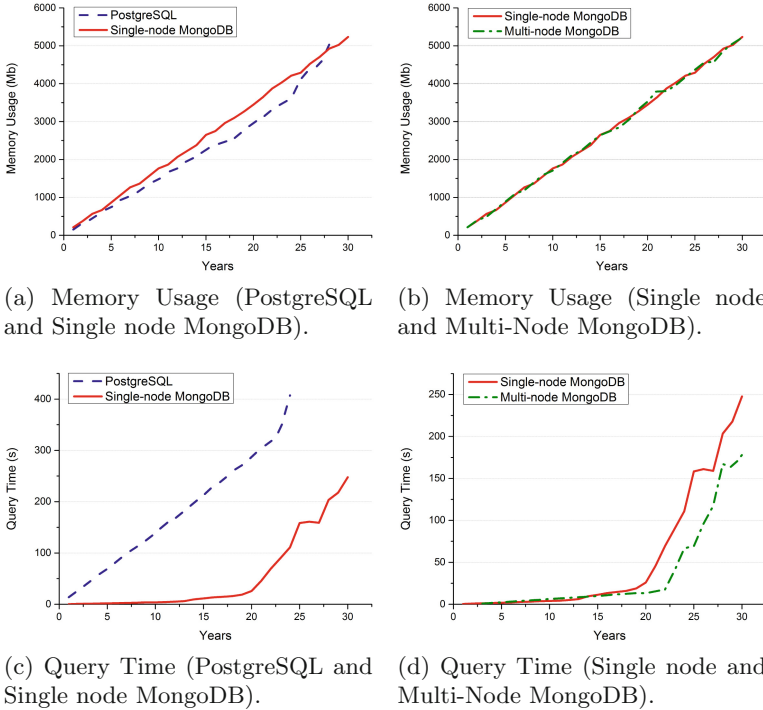 PostgreSQL
Single-node MongoDB
6000
5000
4000
3000
2000
1000
0
Memory Usage (Mb)
0 5 10 15 20 25 30
Years
(a) Memory Usage (PostgreSQL
and Single node MongoDB).
Single-node MongoDB
Multi-node MongoDB
6000
5000
4000
3000
2000
1000
0
Memory Usage (Mb)
0 5 10 15 20 25 30
Years
(b) Memory Usage (Single node
and Multi-Node MongoDB).
PostgreSQL
Single-node MongoDB
400
300
200
100
0
Query Time (s)
0 5 10 15 20 25 30
Years
(c) Query Time (PostgreSQL and
Single node MongoDB).
Single-node MongoDB
Multi-node MongoDB
250
200
150
100
50
0
Query Time (s)
0 5 10 15 20 25 30
Years
(d) Query Time (Single node and
Multi-Node MongoDB).